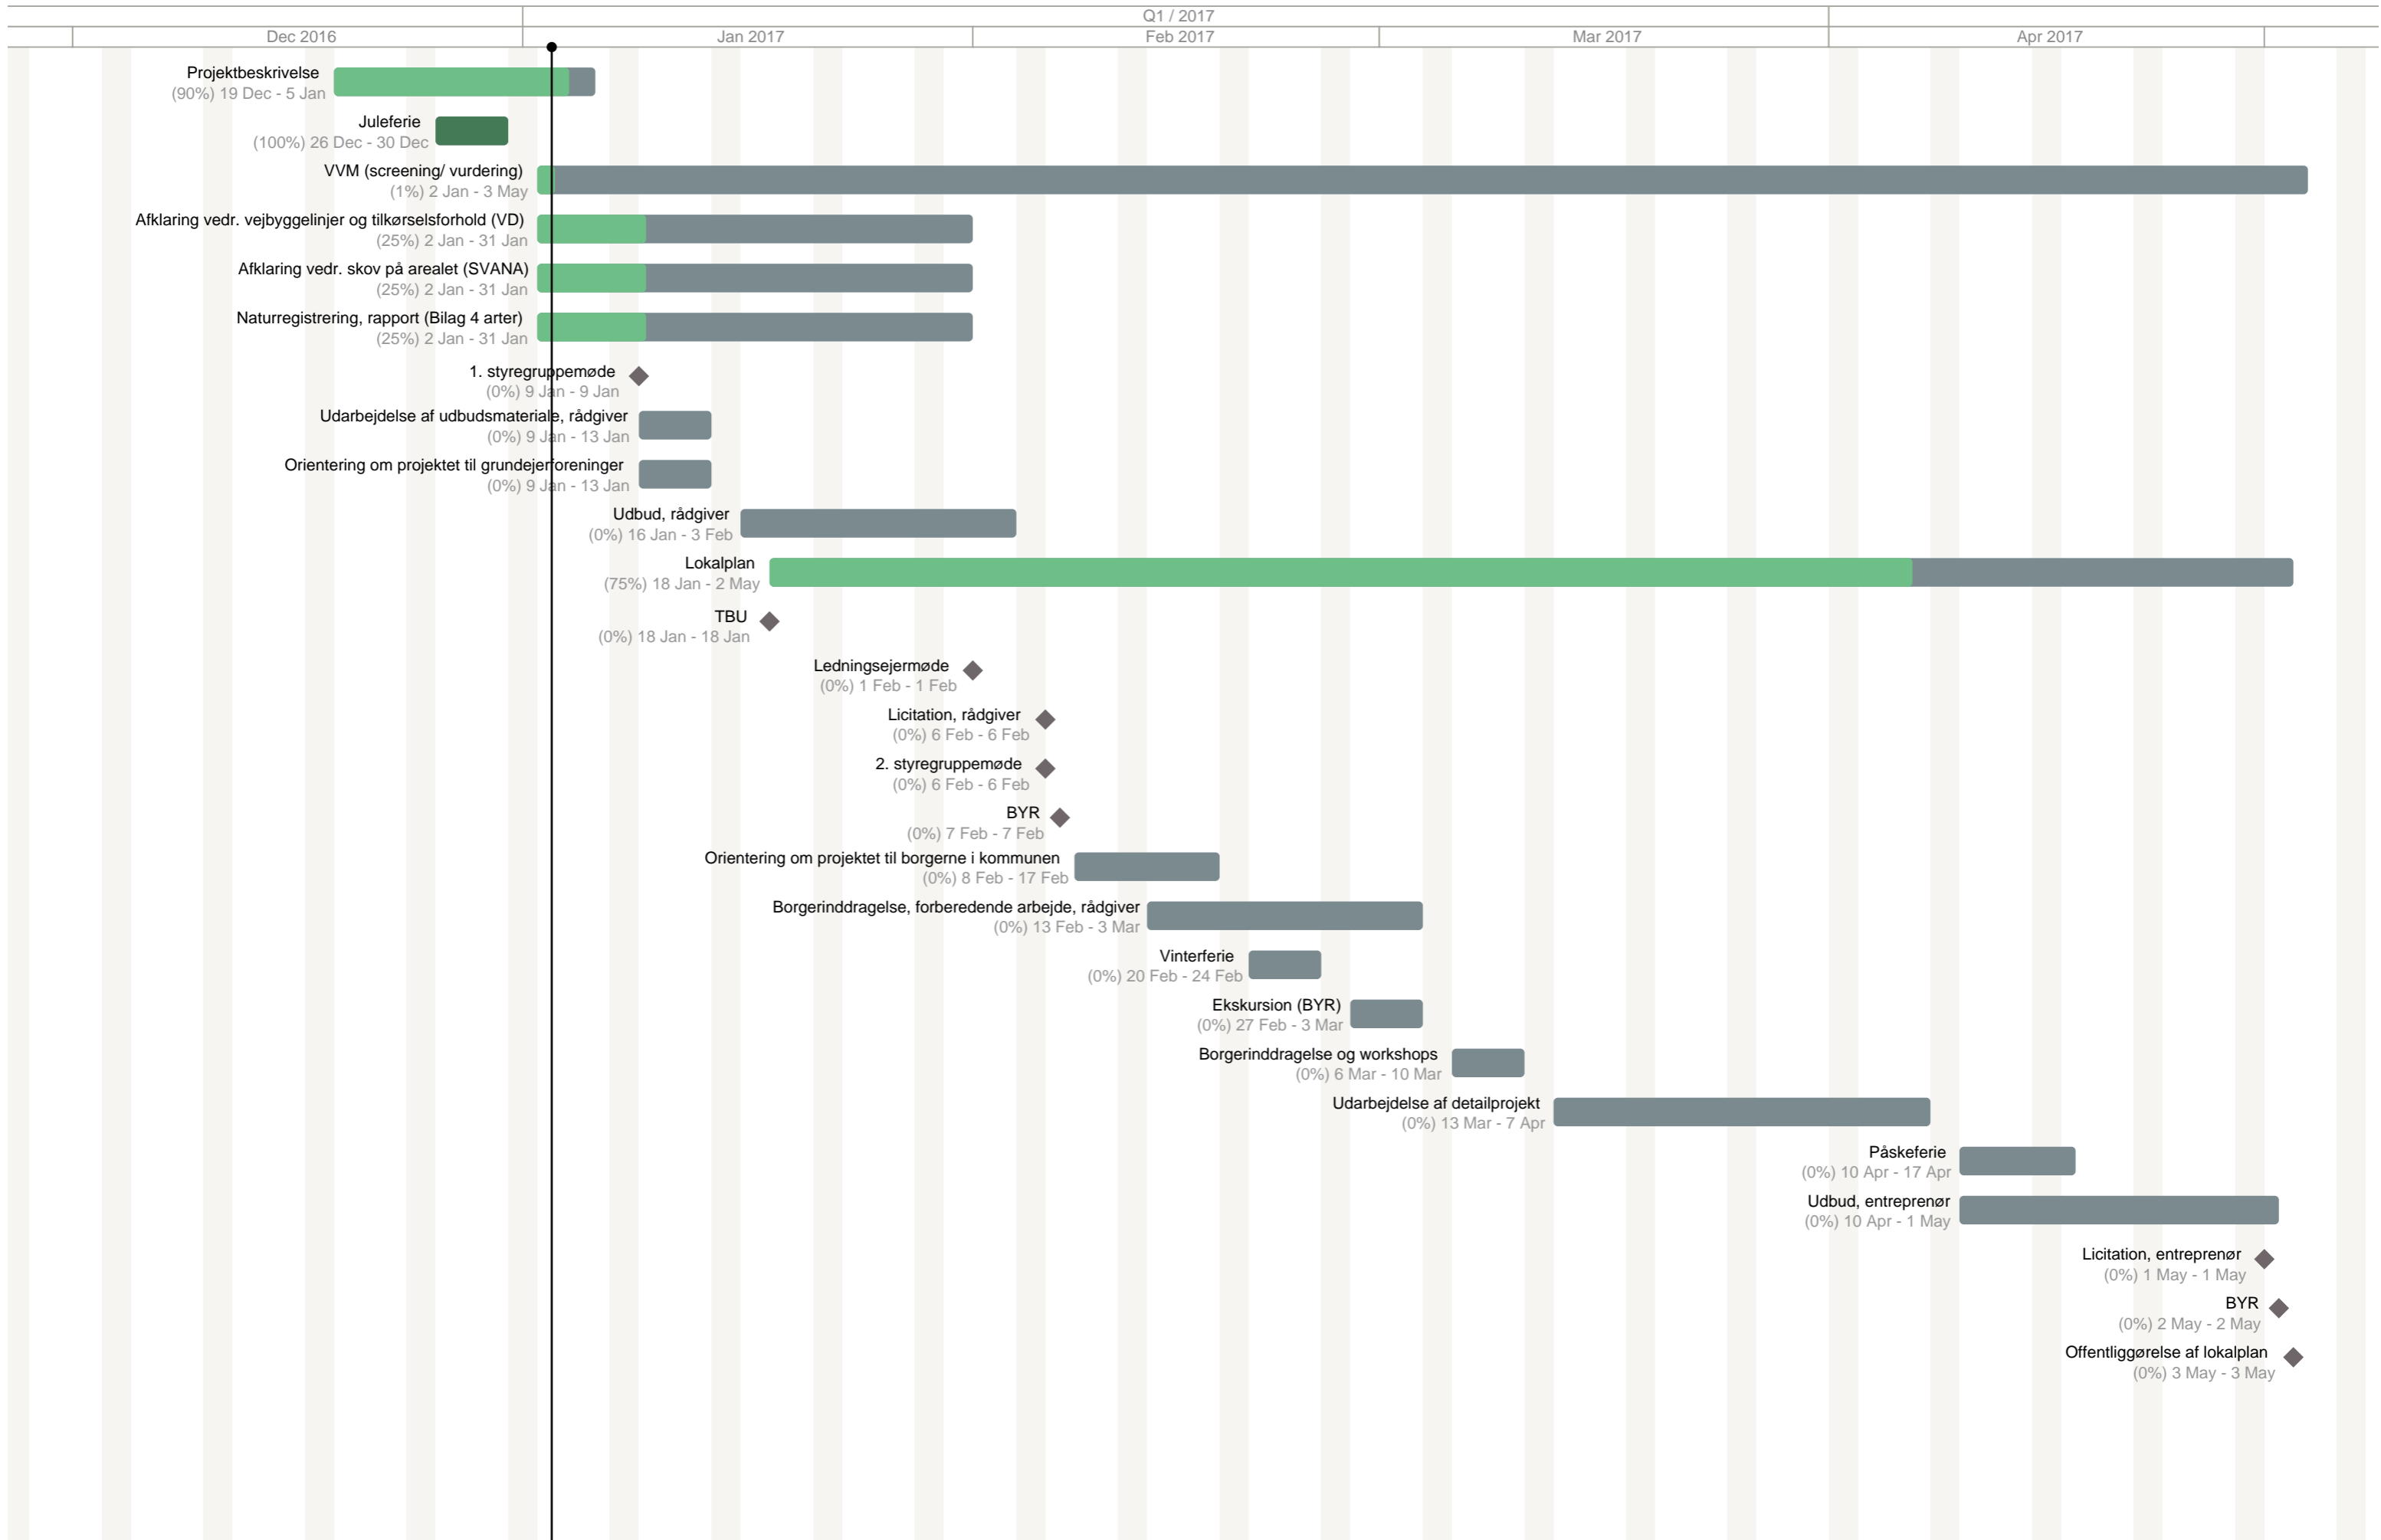 Q1 / 2017
Dec 2016 Jan 2017 Feb 2017 Mar 2017 Apr 2017
Projektbeskrivelse
(90%) 19 Dec - 5 Jan
Juleferie
(100%) 26 Dec - 30 Dec
VVM (screening/ vurdering)
(1%) 2 Jan - 3 May
Afklaring vedr. vejbyggelinjer og tilkørselsforhold (VD)
(25%) 2 Jan - 31 Jan
Afklaring vedr. skov på arealet (SVANA)
(25%) 2 Jan - 31 Jan
Naturregistrering, rapport (Bilag 4 arter)
(25%) 2 Jan - 31 Jan
1. styregruppemøde
(0%) 9 Jan - 9 Jan
Udarbejdelse af udbudsmateriale, rådgiver
(0%) 9 Jan - 13 Jan
Orientering om projektet til grundejerforeninger
(0%) 9 Jan - 13 Jan
Udbud, rådgiver
(0%) 16 Jan - 3 Feb
Lokalplan
(75%) 18 Jan - 2 May
TBU
(0%) 18 Jan - 18 Jan
Ledningsejermøde
(0%) 1 Feb - 1 Feb
Licitation, rådgiver
(0%) 6 Feb - 6 Feb
2. styregruppemøde
(0%) 6 Feb - 6 Feb
BYR
(0%) 7 Feb - 7 Feb
Orientering om projektet til borgerne i kommunen
(0%) 8 Feb - 17 Feb
Borgerinddragelse, forberedende arbejde, rådgiver
(0%) 13 Feb - 3 Mar
Vinterferie
(0%) 20 Feb - 24 Feb
Ekskursion (BYR)
(0%) 27 Feb - 3 Mar
Borgerinddragelse og workshops
(0%) 6 Mar - 10 Mar
Udarbejdelse af detailprojekt
(0%) 13 Mar - 7 Apr
Påskeferie
(0%) 10 Apr - 17 Apr
Udbud, entreprenør
(0%) 10 Apr - 1 May
Licitation, entreprenør
(0%) 1 May - 1 May
BYR
(0%) 2 May - 2 May
Offentliggørelse af lokalplan
(0%) 3 May - 3 May